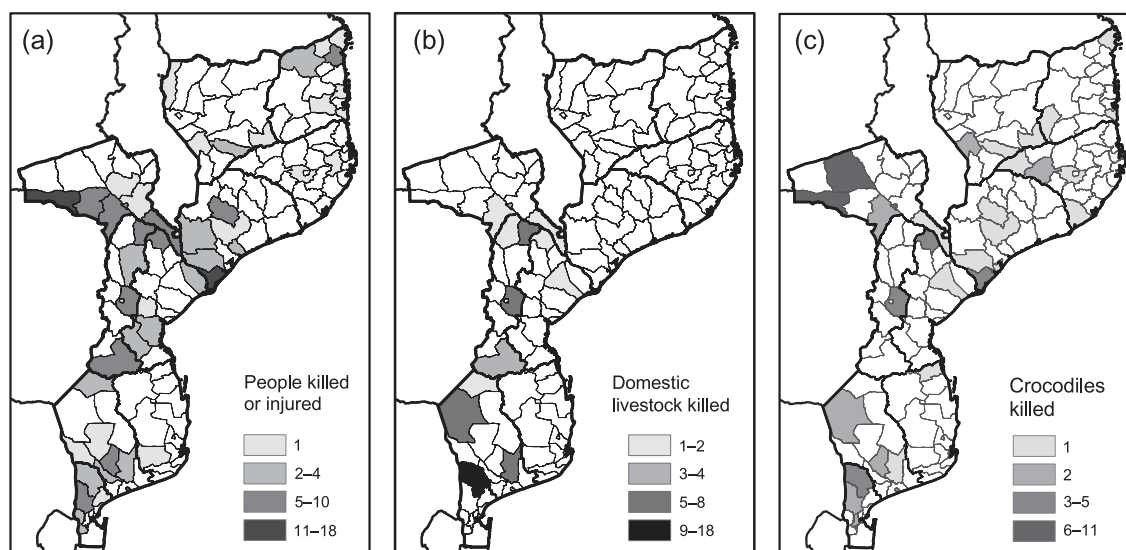 (a)
People killed
or injured
1
2–4
5–10
11–18
(b)
Domestic
livestock killed
1–2
3–4
5–8
9–18
(c)
Crocodiles
killed
1
2
3–5
6–11